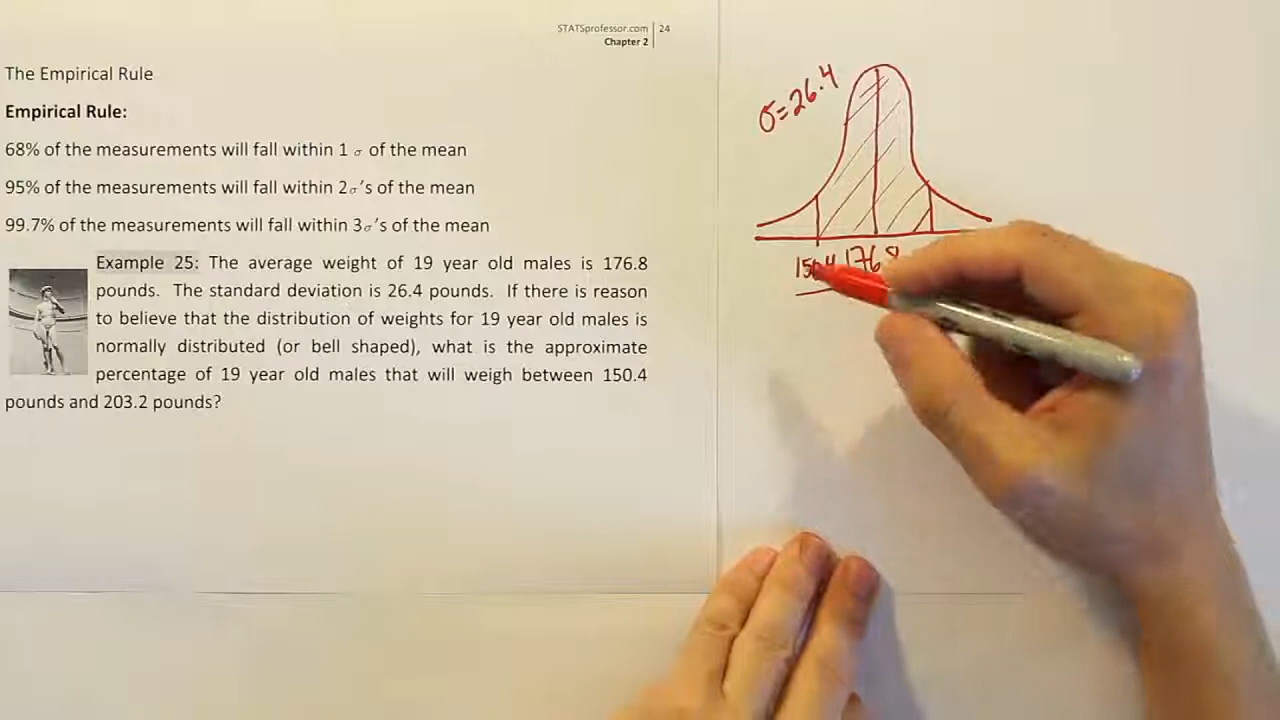 STATSprofessor.com 24
Chapter 2
The Empirical Rule
Empirical Rule:
68% of the measurements will fall within 1 σ of the mean
95% of the measurements will fall within 2σ's of the mean
99.7% of the measurements will fall within 3σ's of the mean
Example 25: The average weight of 19 year old males is 176.8
pounds. The standard deviation is 26.4 pounds. If there is reason
to believe that the distribution of weights for 19 year old males is
normally distributed (or bell shaped), what is the approximate
percentage of 19 year old males that will weigh between 150.4
pounds and 203.2 pounds?
σ=26.4
150.4 176.8